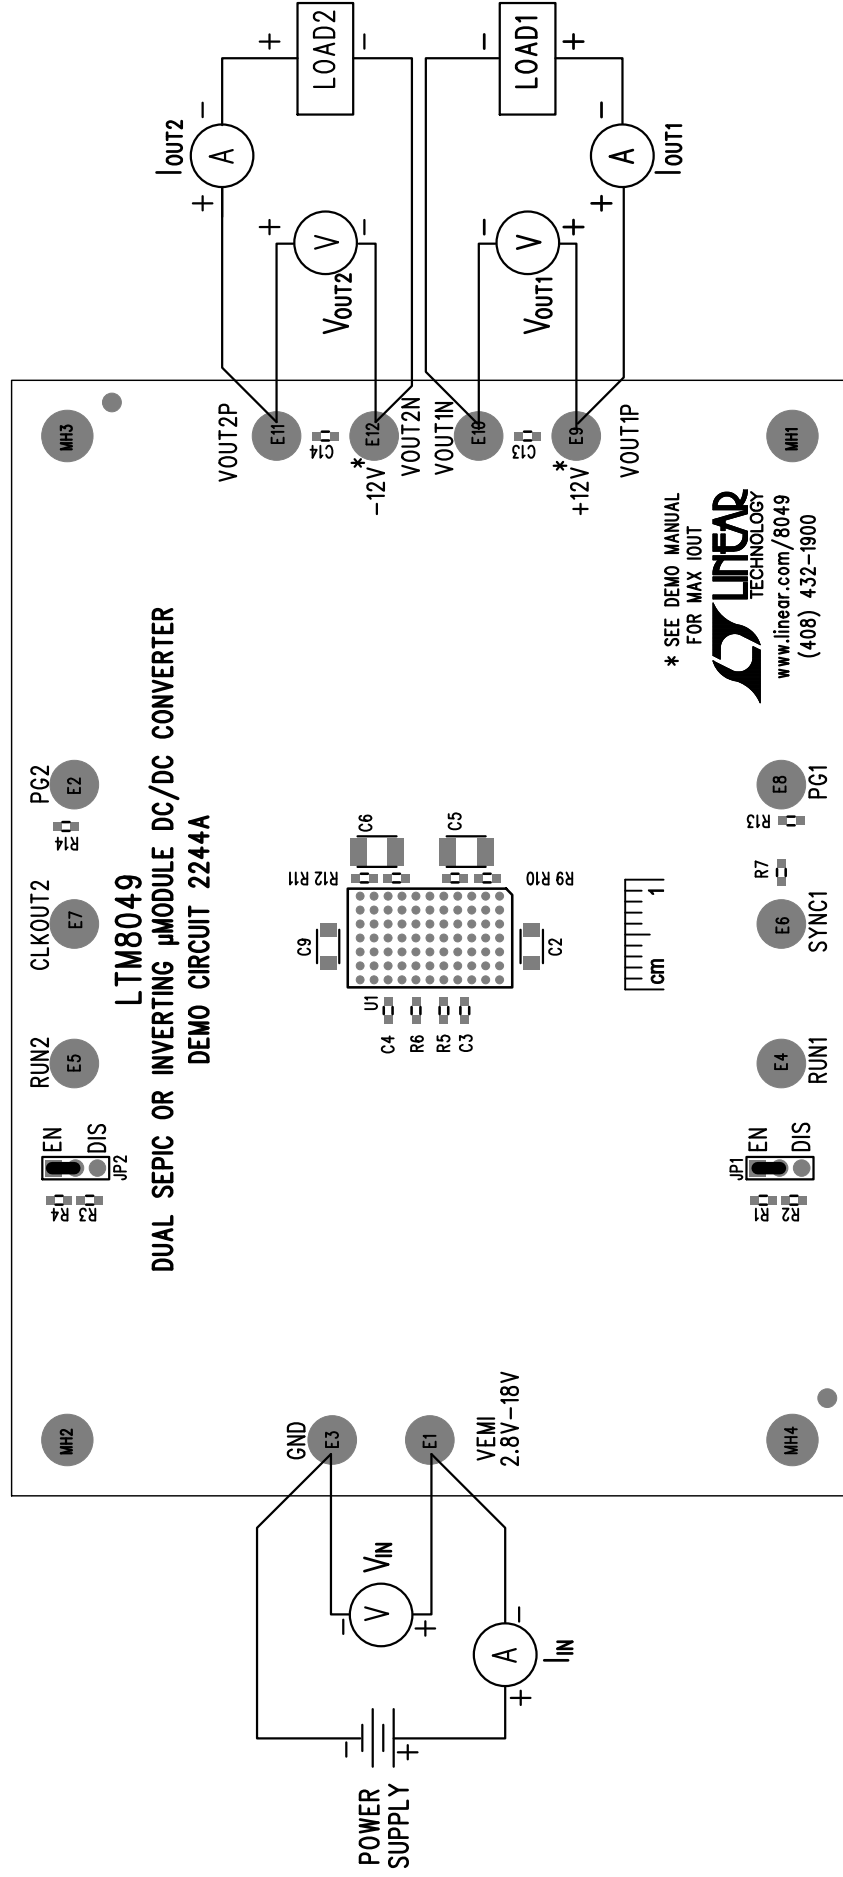 POWER
SUPPLY
-
+
V
-
+
VIN
A
+
-
IIN
MH2
GND
E3
E1
VEMI
2.8V-18V
MH4
R4
R3
EN
DIS
JP2
RUN2
E5
CLKOUT2
E7
PG2
E2
R14
LTM8049
DUAL SEPIC OR INVERTING µMODULE DC/DC CONVERTER
DEMO CIRCUIT 2244A
U1
C4
R6
R5
C3
C9
C2
R12 R11
R9 R10
C6
C5
cm
1
R1
R2
JP1
EN
DIS
RUN1
E4
SYNC1
E6
R7
R13
PG1
E8
* SEE DEMO MANUAL
FOR MAX IOUT
LT LINEAR
TECHNOLOGY
www.linear.com/8049
(408) 432-1900
MH3
VOUT2P
E11
C14
E12
*
-12V
VOUT2N
VOUT1N
E10
C13
E9
*
+12V
VOUT1P
MH1
VOUT2
V
+
-
IOUT2
A
+
-
LOAD2
+
-
VOUT1
V
-
+
IOUT1
A
+
-
LOAD1
-
+